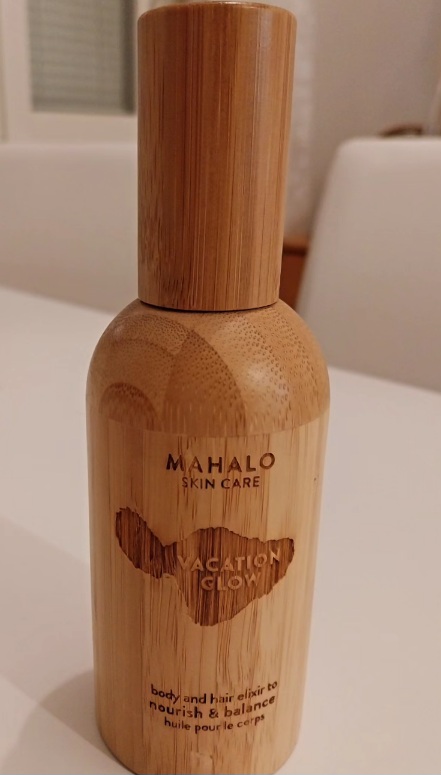 MAHALO
SKIN CARE
VACATION
GLOW
body and hair elixir to
nourish & balance
huile pour le corps